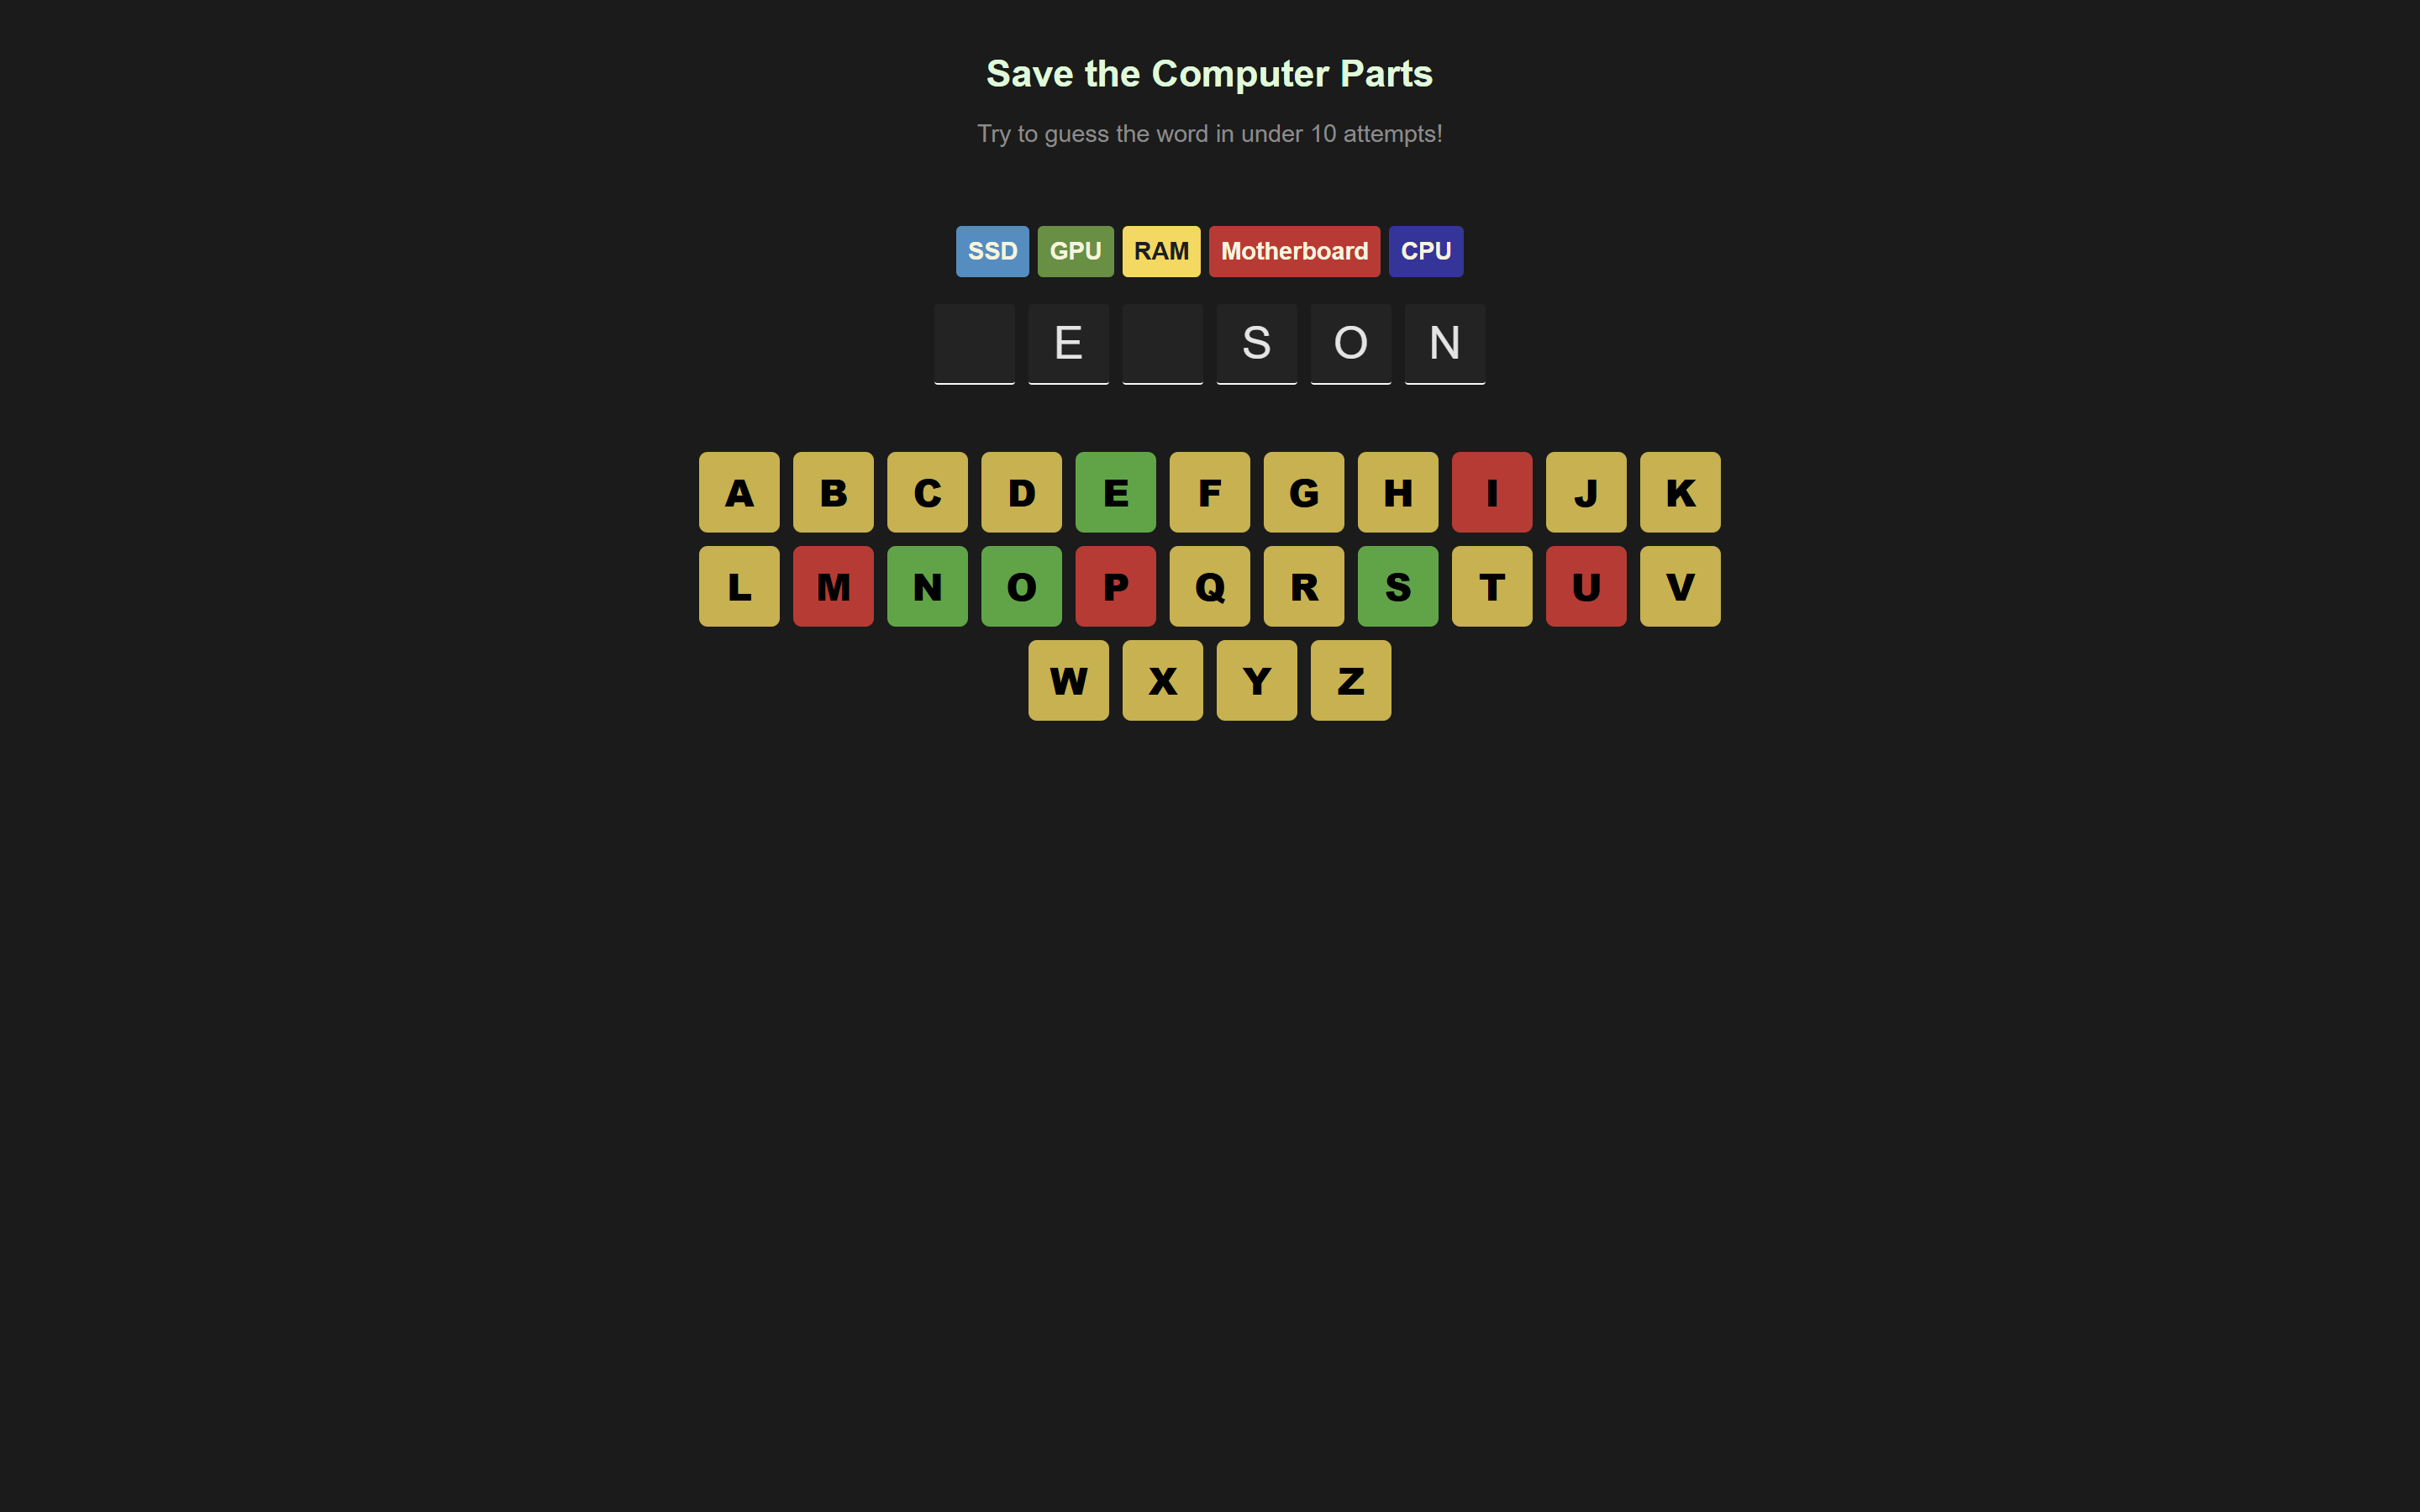 Save the Computer Parts
Try to guess the word in under 10 attempts!
SSD GPU RAM Motherboard CPU
E S O N
A B C D E F G H I J K
L M N O P Q R S T U V
W X Y Z